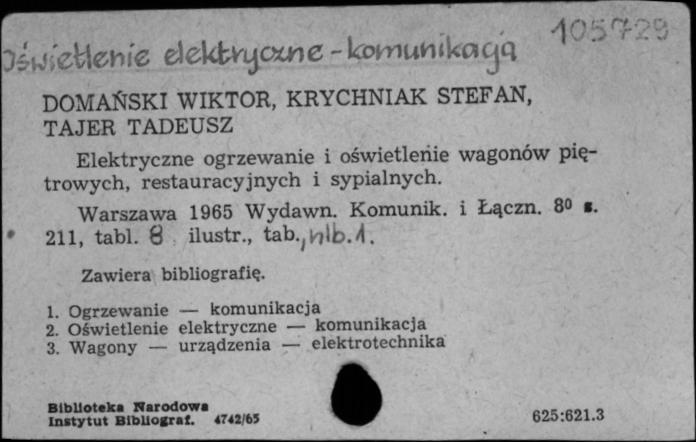 105729
Oświetlenie elektryczne - komunikacja
DOMAŃSKI WIKTOR, KRYCHNIAK STEFAN,
TAJER TADEUSZ
Elektryczne ogrzewanie i oświetlenie wagonów pię-
trowych, restauracyjnych i sypialnych.
Warszawa 1965 Wydawn. Komunik. i Łączn. 8⁰ s.
211, tabl. 8 ilustr., tab., nlb. 1.
Zawiera bibliografię.
1. Ogrzewanie — komunikacja
2. Oświetlenie elektryczne — komunikacja
3. Wagony — urządzenia — elektrotechnika
Biblioteka Narodowa
Instytut Bibliograf. 4742/65
625:621.3